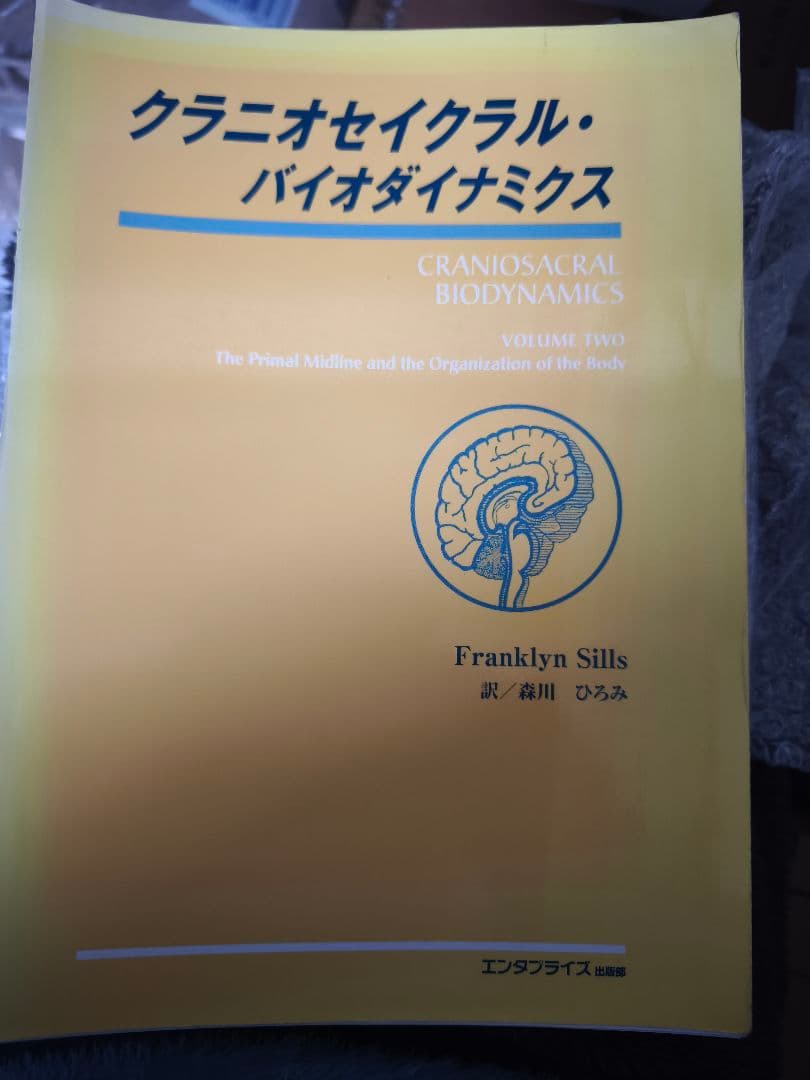 クラニオセイクラル・
バイオダイナミクス
CRANIOSACRAL
BIODYNAMICS
VOLUME TWO
The Primal Midline and the Organization of the Body
Franklyn Sills
訳／森川　ひろみ
エンタプライズ 出版部